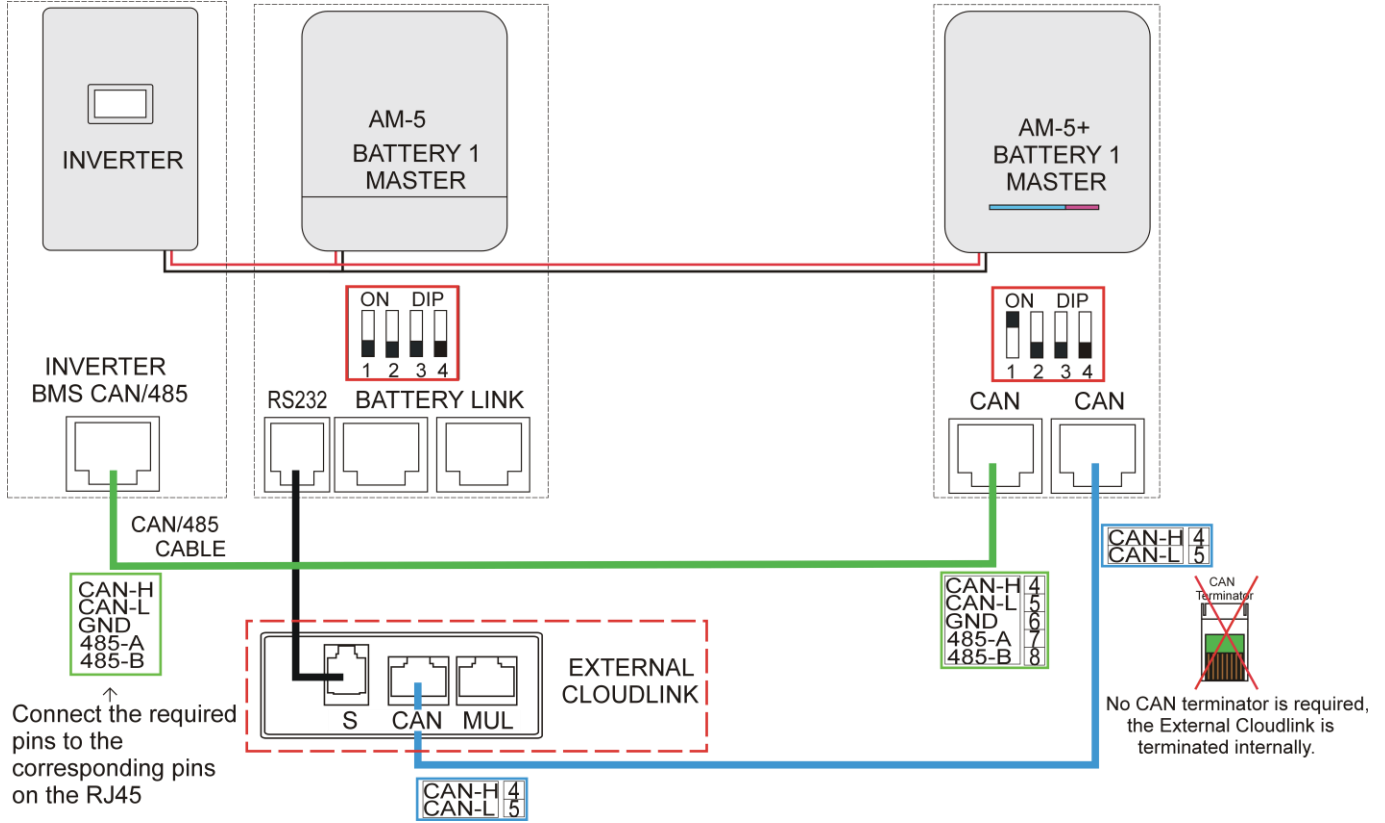 INVERTER
AM-5
BATTERY 1
MASTER
AM-5+
BATTERY 1
MASTER
ON DIP
1 2 3 4
ON DIP
1 2 3 4
INVERTER
BMS CAN/485
RS232 BATTERY LINK
CAN CAN
CAN/485
CABLE
CAN-H 4
CAN-L 5
CAN-H
CAN-L
GND
485-A
485-B
CAN-H 4
CAN-L 5
GND 6
485-A 7
485-B 8
CAN
Terminator
No CAN terminator is required,
the External Cloudlink is
terminated internally.
EXTERNAL
CLOUDLINK
S CAN MUL
↑
Connect the required
pins to the
corresponding pins
on the RJ45
CAN-H 4
CAN-L 5